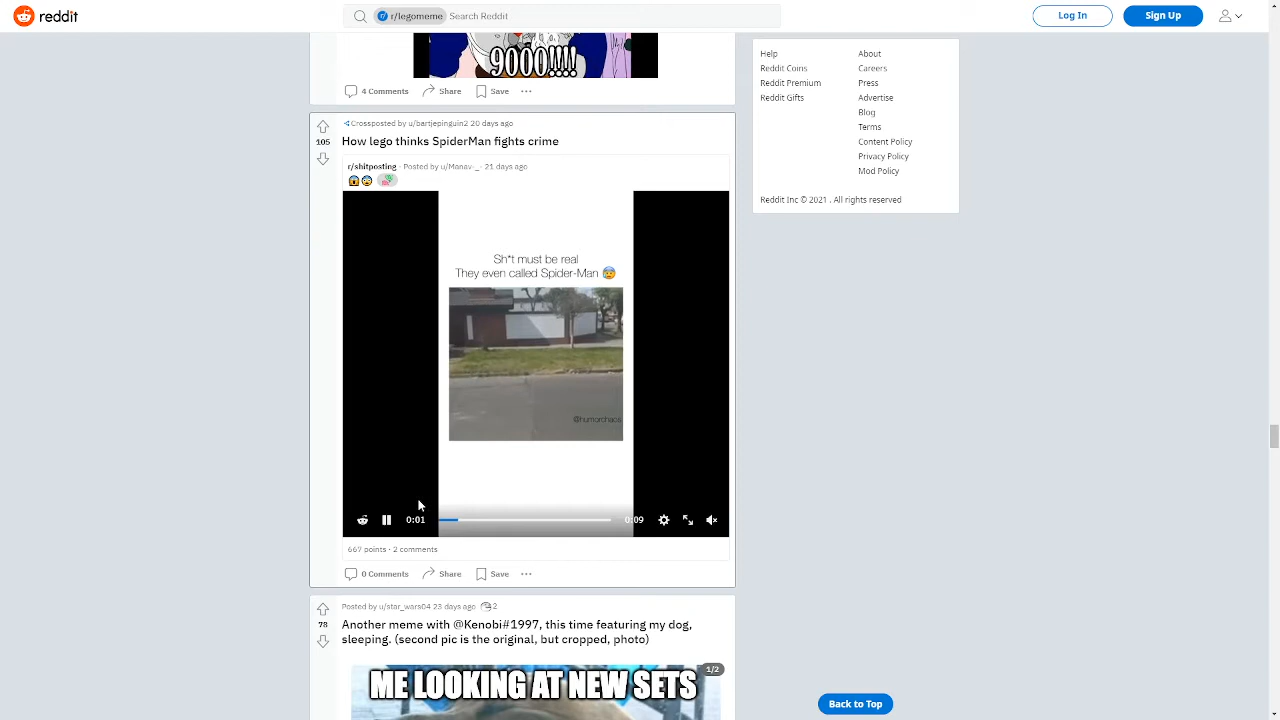 reddit
r/legomeme
Search Reddit
Log In
Sign Up
9000!!!!
4 Comments
Share
Save
Help
Reddit Coins
Reddit Premium
Reddit Gifts
About
Careers
Press
Advertise
Blog
Terms
Content Policy
Privacy Policy
Mod Policy
Reddit Inc © 2021 . All rights reserved
Crossposted by u/bartjepinguin2 20 days ago
105
How lego thinks SpiderMan fights crime
r/shitposting · Posted by u/Manav-_- 21 days ago
Sh*t must be real
They even called Spider-Man 😰
@humorchaos
0:01
0:09
667 points · 2 comments
0 Comments
Share
Save
Posted by u/star_wars04 23 days ago
2
78
Another meme with @Kenobi#1997, this time featuring my dog,
sleeping. (second pic is the original, but cropped, photo)
1/2
ME LOOKING AT NEW SETS
Back to Top